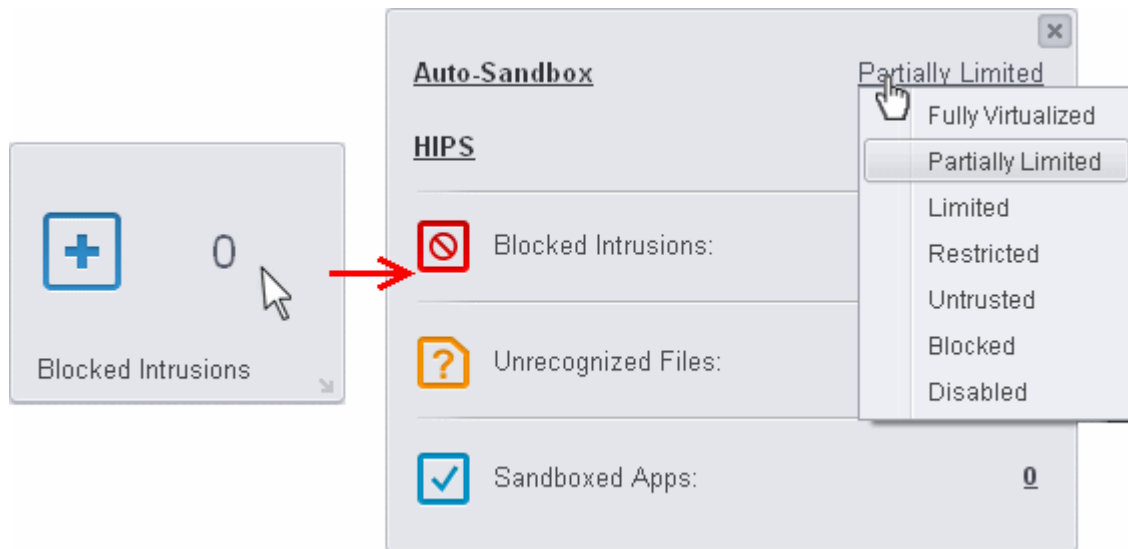 0
Blocked Intrusions
Auto-Sandbox
Partially Limited
Fully Virtualized
Partially Limited
Limited
Restricted
Untrusted
Blocked
Disabled
HIPS
Blocked Intrusions:
Unrecognized Files:
Sandboxed Apps:
0